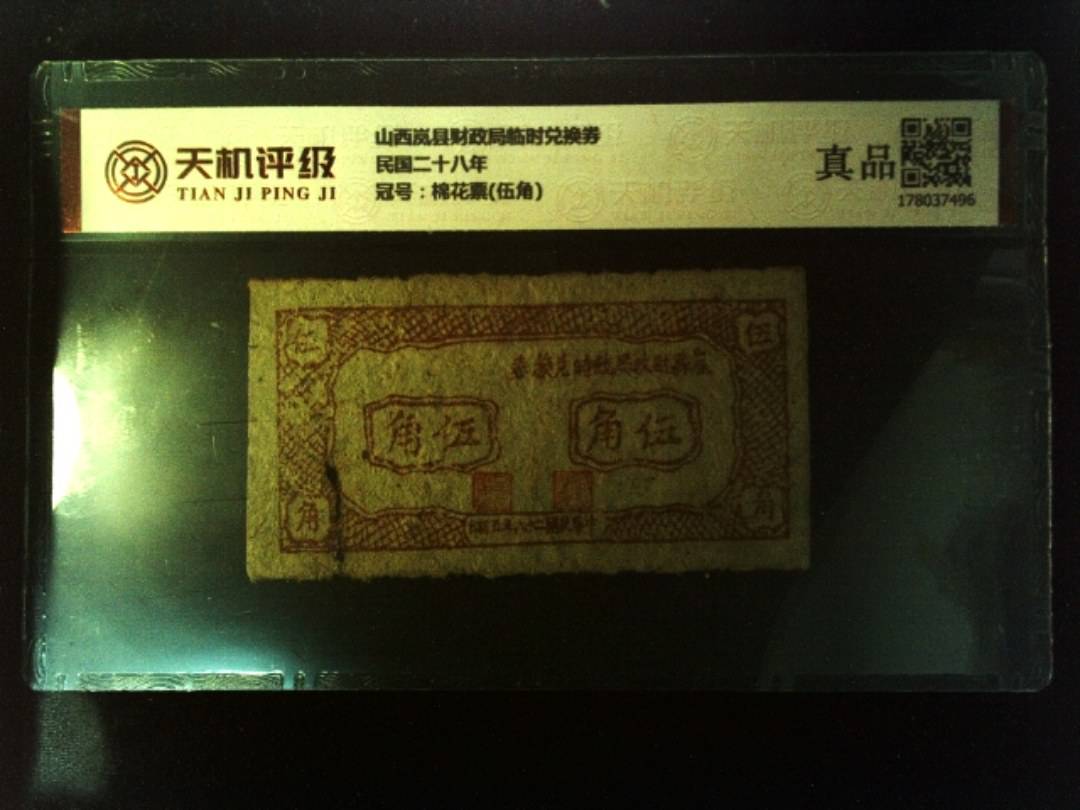 天机评级
TIAN JI PING JI
山西岚县财政局临时兑换券
民国二十八年
冠号：棉花票(伍角)
真品
178037496
伍
伍
角伍
角伍
角
角